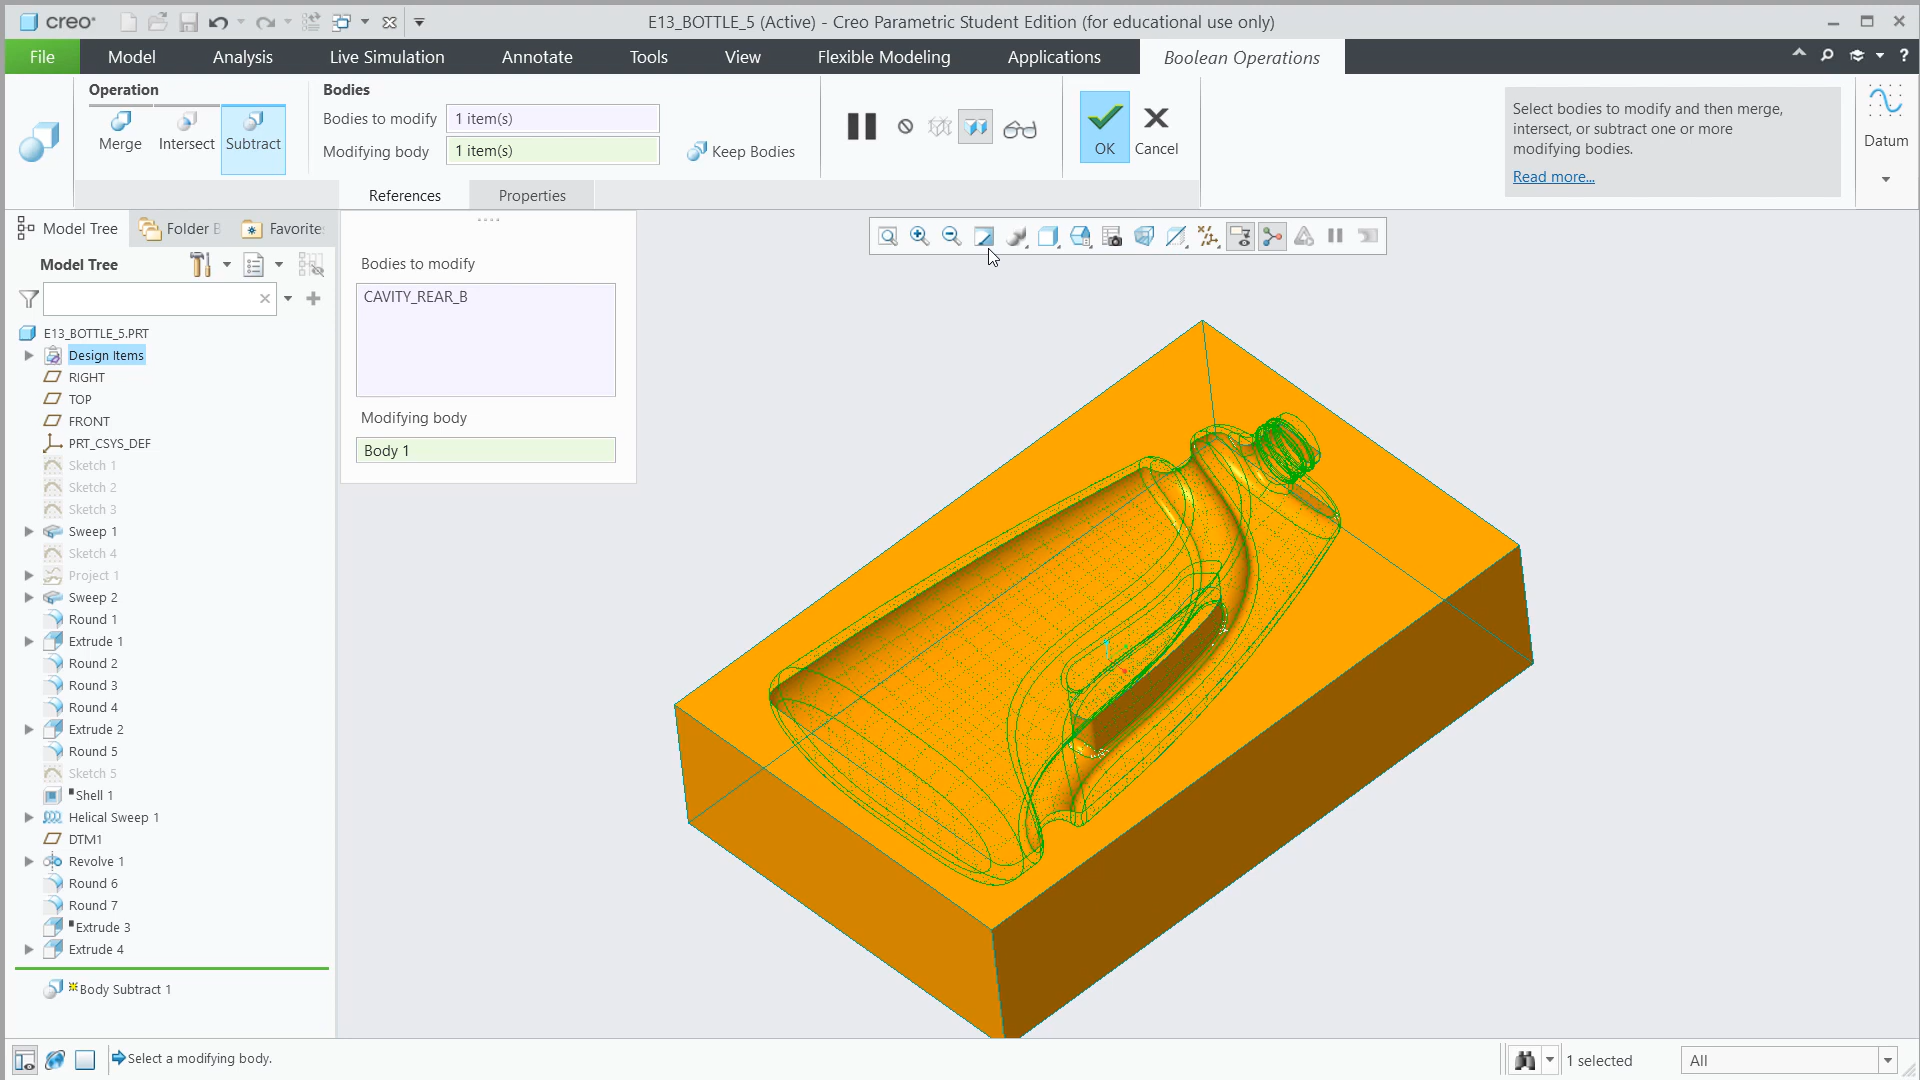 creo
E13_BOTTLE_5 (Active) - Creo Parametric Student Edition (for educational use only)
File
Model
Analysis
Live Simulation
Annotate
Tools
View
Flexible Modeling
Applications
Boolean Operations
?
Operation
Merge
Intersect
Subtract
Bodies
Bodies to modify
1 item(s)
Modifying body
1 item(s)
Keep Bodies
OK
Cancel
Select bodies to modify and then merge,
intersect, or subtract one or more
modifying bodies.
Read more...
Datum
References
Properties
Model Tree
Folder B
Favorite
Model Tree
Bodies to modify
CAVITY_REAR_B
Modifying body
Body 1
E13_BOTTLE_5.PRT
Design Items
RIGHT
TOP
FRONT
PRT_CSYS_DEF
Sketch 1
Sketch 2
Sketch 3
Sweep 1
Sketch 4
Project 1
Sweep 2
Round 1
Extrude 1
Round 2
Round 3
Round 4
Extrude 2
Round 5
Sketch 5
Shell 1
Helical Sweep 1
DTM1
Revolve 1
Round 6
Round 7
Extrude 3
Extrude 4
Body Subtract 1
Select a modifying body.
1 selected
All